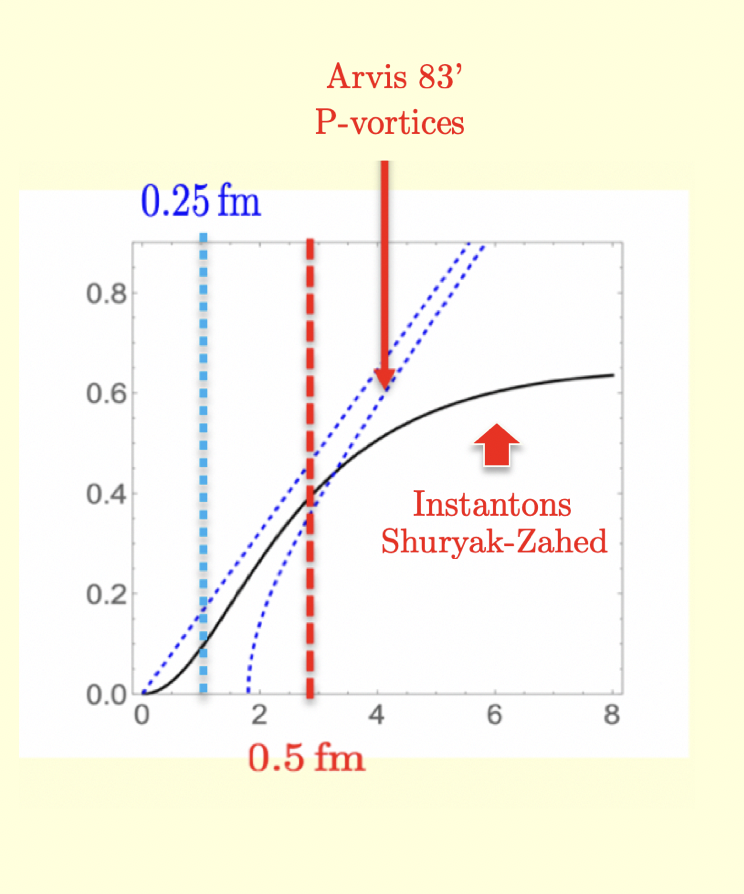 Arvis 83'
P-vortices
0.25 fm
0.8
0.6
0.4
0.2
0.0
Instantons
Shuryak-Zahed
0 2 4 6 8
0.5 fm